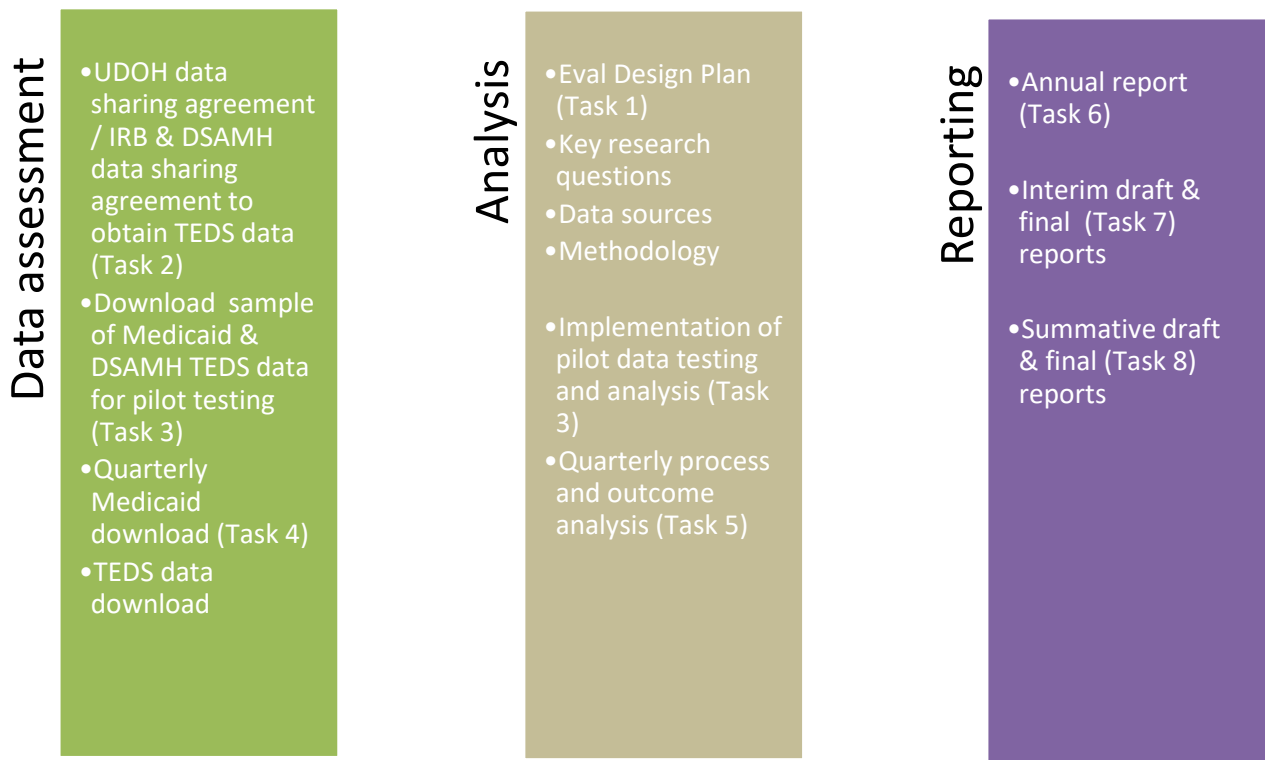 Data assessment
•UDOH data
sharing agreement
/ IRB & DSAMH
data sharing
agreement to
obtain TEDS data
(Task 2)
•Download sample
of Medicaid &
DSAMH TEDS data
for pilot testing
(Task 3)
•Quarterly
Medicaid
download (Task 4)
•TEDS data
download
Analysis
•Eval Design Plan
(Task 1)
•Key research
questions
•Data sources
•Methodology
•Implementation of
pilot data testing
and analysis (Task
3)
•Quarterly process
and outcome
analysis (Task 5)
Reporting
•Annual report
(Task 6)
•Interim draft &
final (Task 7)
reports
•Summative draft
& final (Task 8)
reports